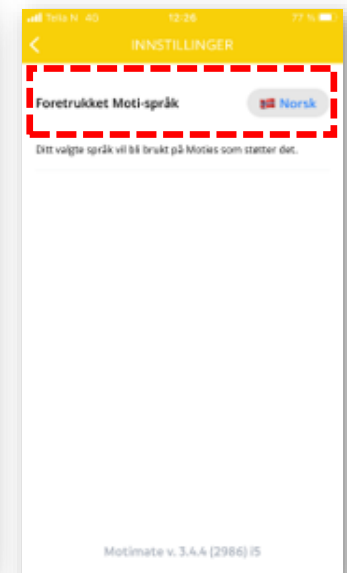 Telia N 4G 12:26 77 %
INNSTILLINGER
Foretrukket Moti-språk Norsk
Ditt valgte språk vil bli brukt på Moties som støtter det.
Motimate v. 3.4.4 (2986) i5